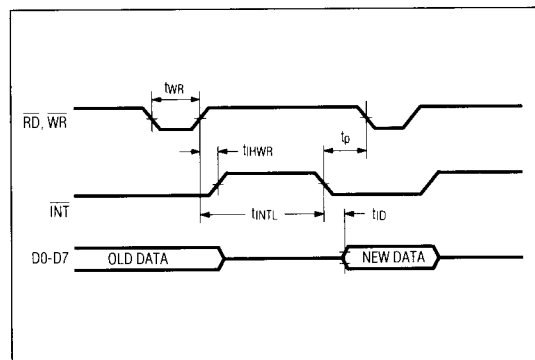 tWR
RD, WR
tIHWR
tp
INT
tINTL
tID
D0-D7
OLD DATA
NEW DATA